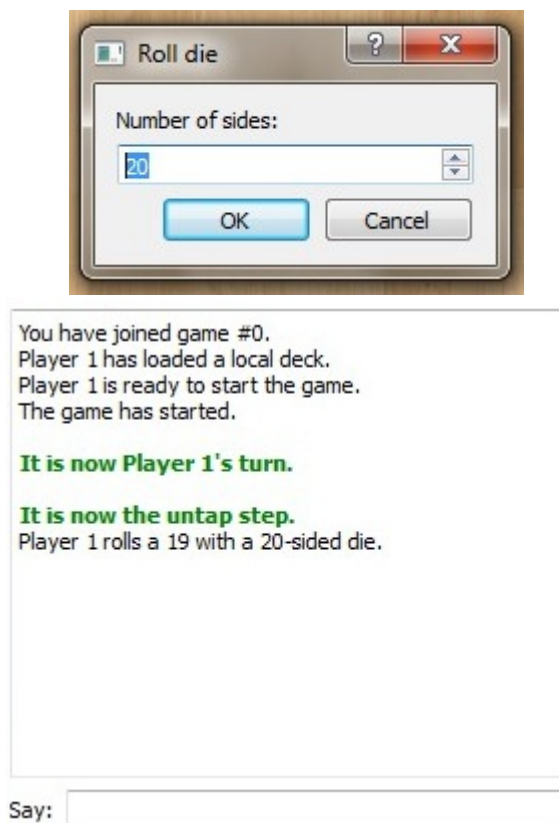 Roll die
Number of sides:
20
OK Cancel
You have joined game #0.
Player 1 has loaded a local deck.
Player 1 is ready to start the game.
The game has started.
It is now Player 1's turn.
It is now the untap step.
Player 1 rolls a 19 with a 20-sided die.
Say: